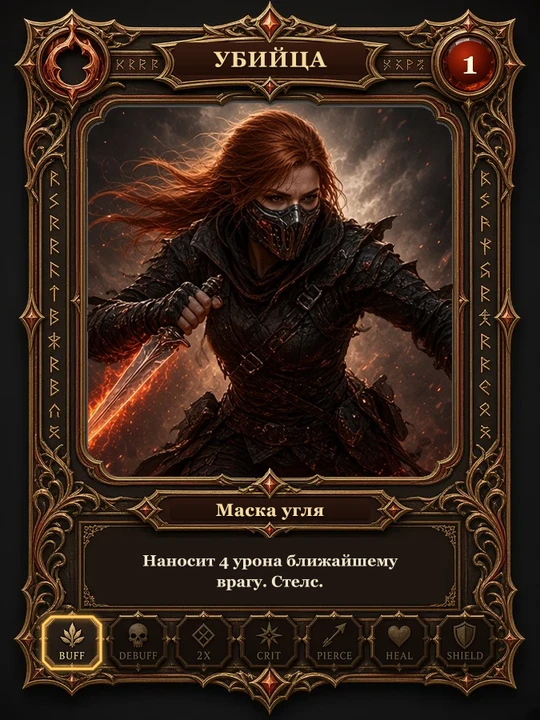 УБИЙЦА
1
Маска угля
Наносит 4 урона ближайшему
врагу. Стелс.
BUFF
DEBUFF
2X
CRIT
PIERCE
HEAL
SHIELD